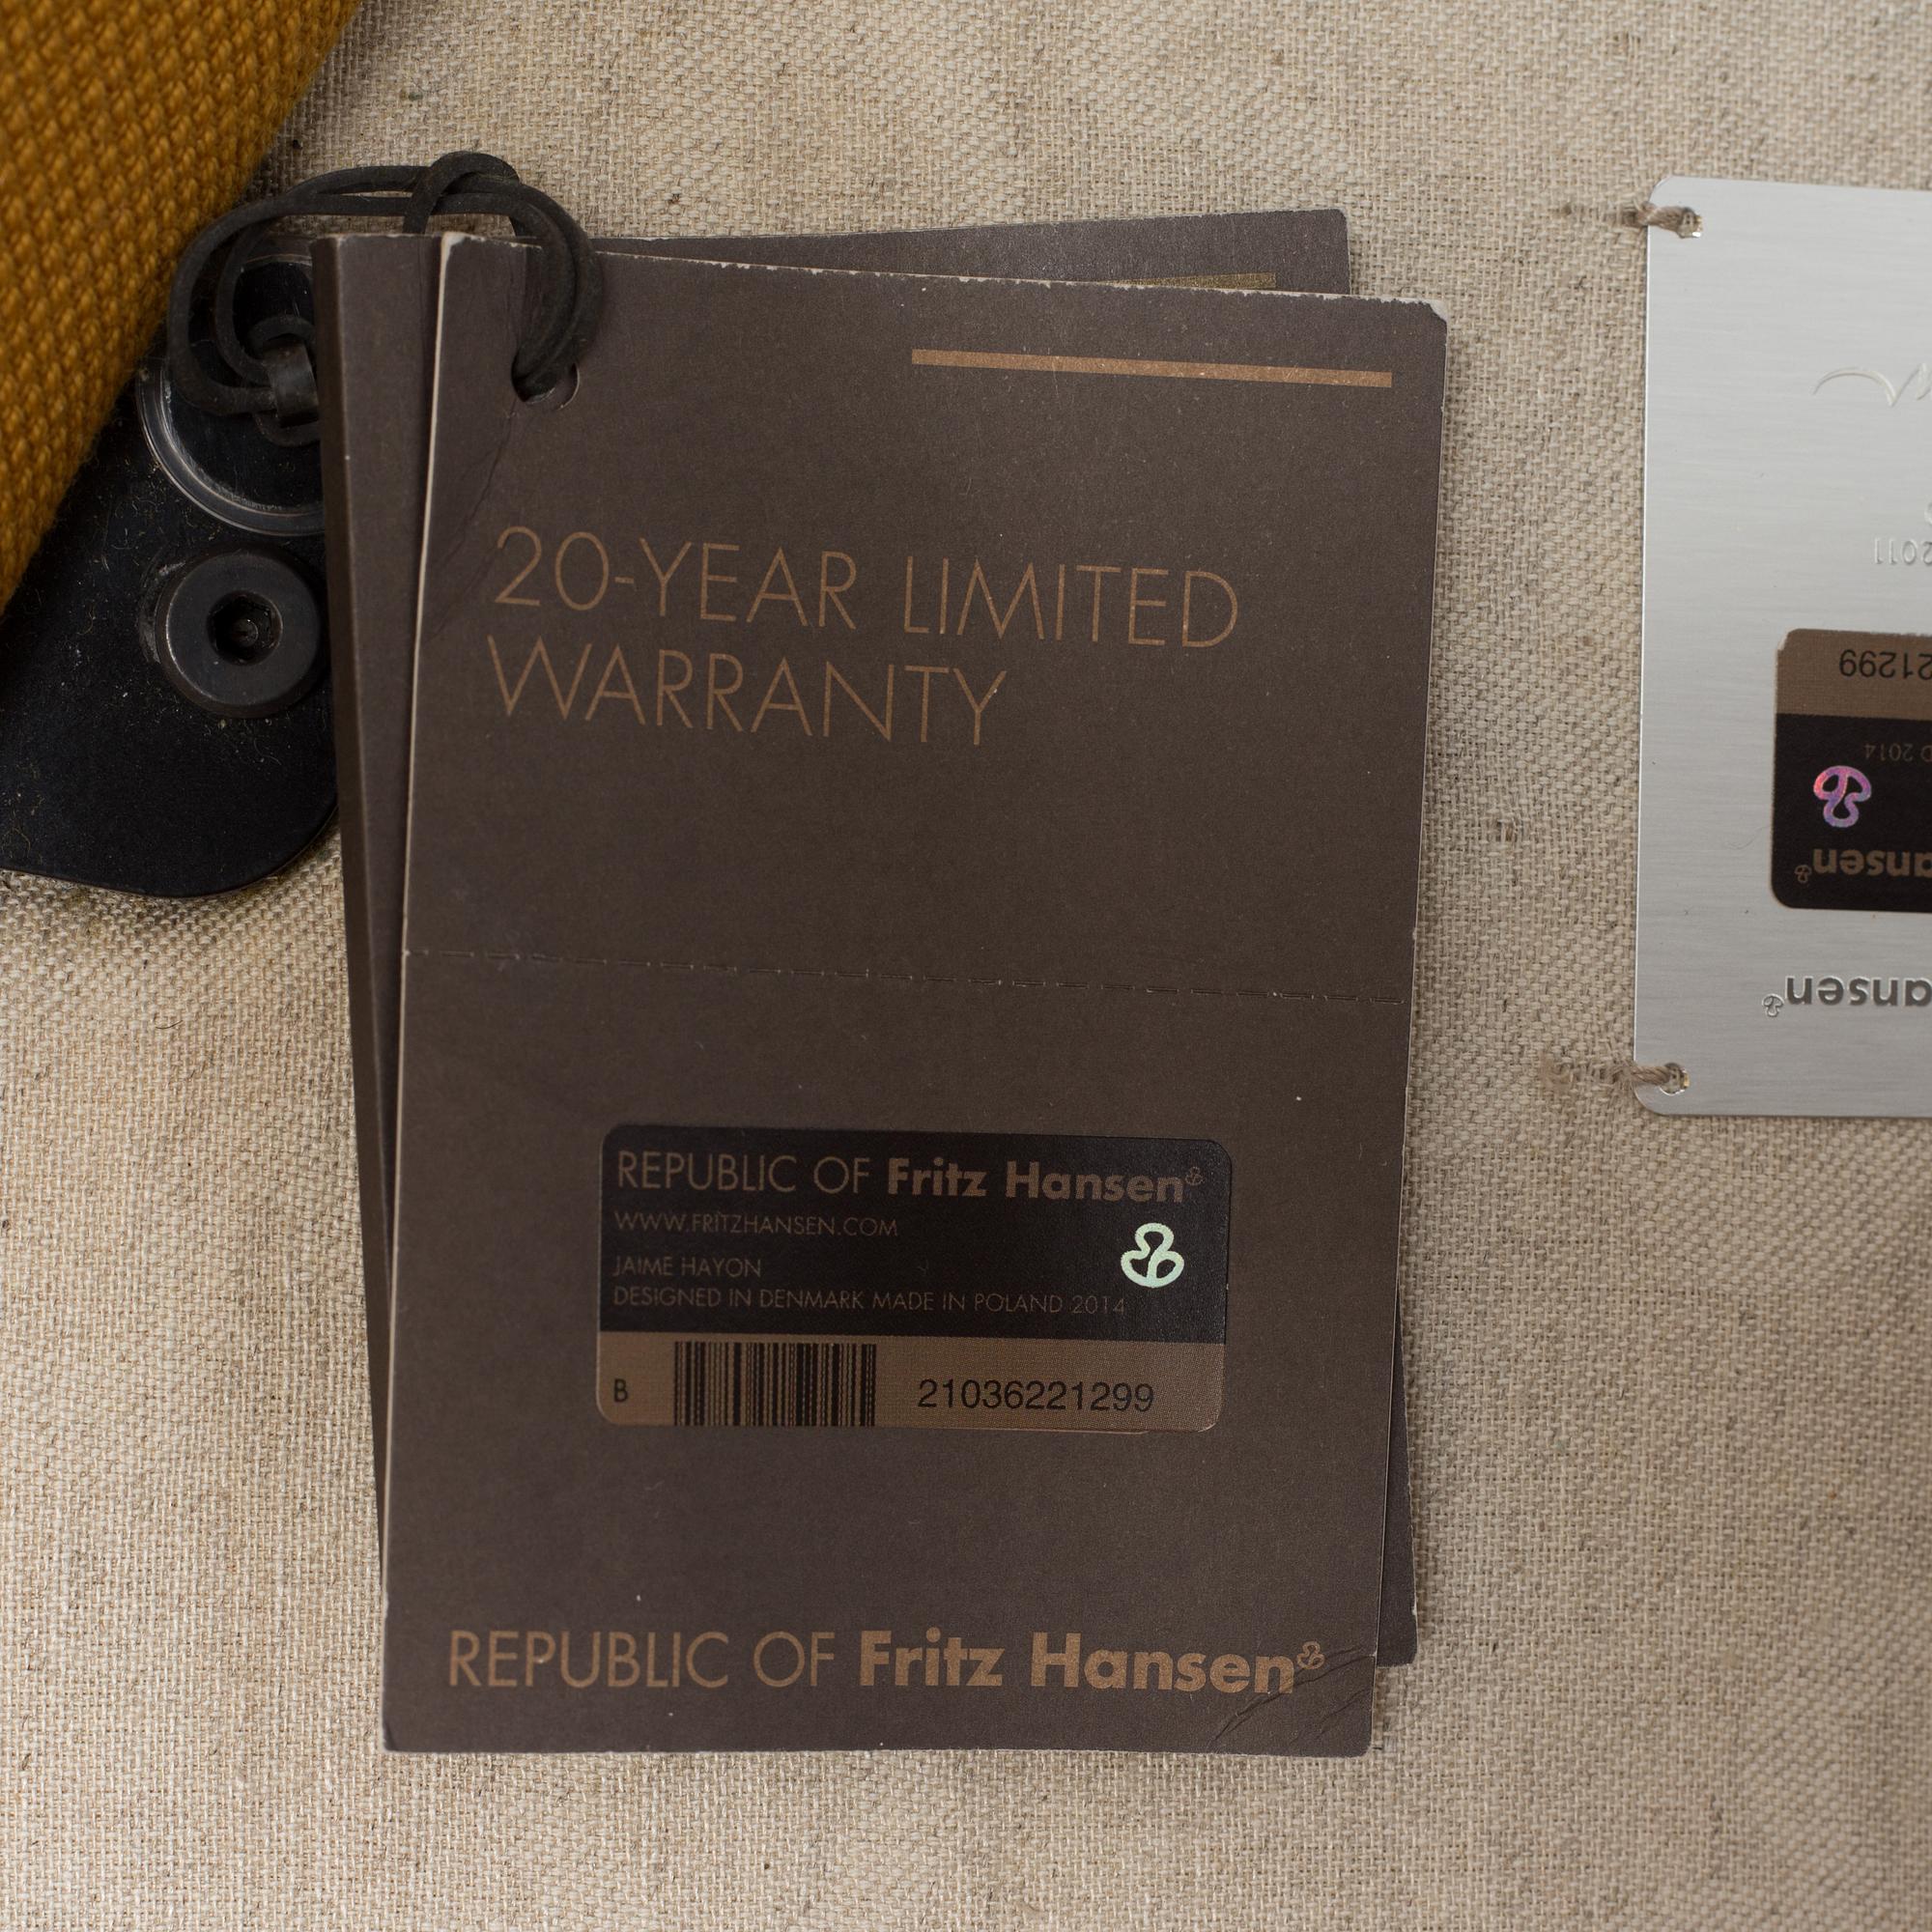 20-YEAR LIMITED
WARRANTY
REPUBLIC OF Fritz Hansen
WWW.FRITZHANSEN.COM
JAIME HAYON
DESIGNED IN DENMARK MADE IN POLAND 2014
B 21036221299
REPUBLIC OF Fritz Hansen
2011
21299
2014
ansen
ansen